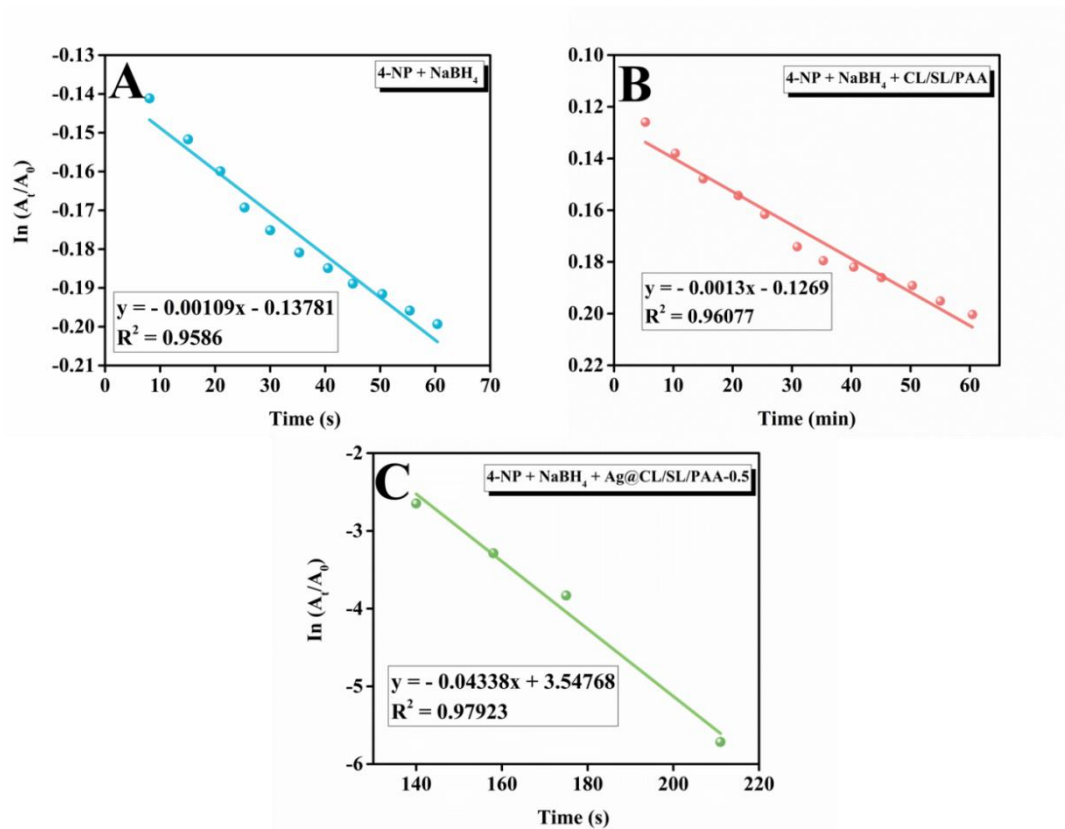 A
4-NP + NaBH₄
ln (Aₜ/A₀)
-0.13
-0.14
-0.15
-0.16
-0.17
-0.18
-0.19
-0.20
-0.21
y = - 0.00109x - 0.13781
R² = 0.9586
0 10 20 30 40 50 60 70
Time (s)
B
4-NP + NaBH₄ + CL/SL/PAA
ln (Aₜ/A₀)
0.10
0.12
0.14
0.16
0.18
0.20
0.22
y = - 0.0013x - 0.1269
R² = 0.96077
0 10 20 30 40 50 60
Time (min)
C
4-NP + NaBH₄ + Ag@CL/SL/PAA-0.5
ln (Aₜ/A₀)
-2
-3
-4
-5
-6
y = - 0.04338x + 3.54768
R² = 0.97923
140 160 180 200 220
Time (s)